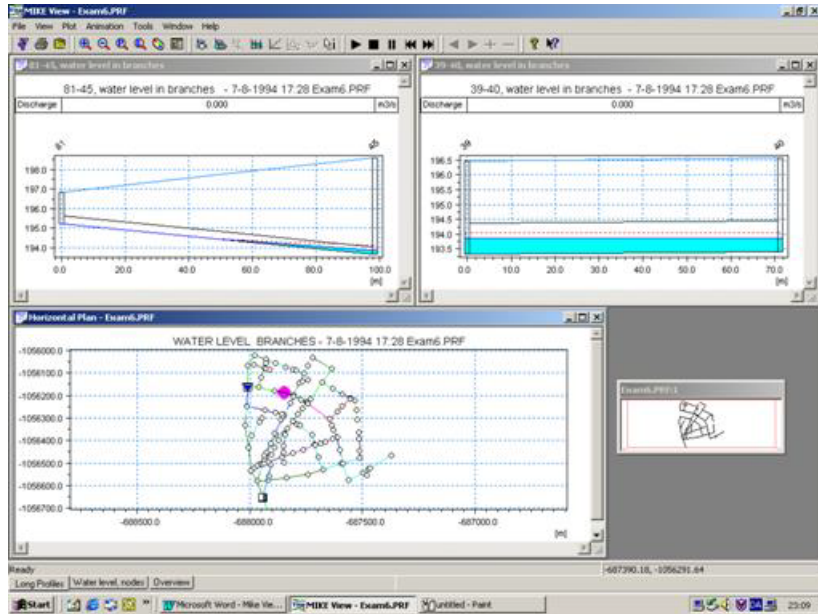 MIKE View - Exam6.PRF
File View Plot Animation Tools Window Help
81-45, water level in branches
81-45, water level in branches - 7-8-1994 17:28 Exam6.PRF
Discharge 0.000 m3/s
81 45
198.0
197.0
196.0
195.0
194.0
0.0 20.0 40.0 60.0 80.0 100.0
[m]
39-40, water level in branches
39-40, water level in branches - 7-8-1994 17:28 Exam6.PRF
Discharge 0.000 m3/s
39 40
196.5
196.0
195.5
195.0
194.5
194.0
193.5
0.0 10.0 20.0 30.0 40.0 50.0 60.0 70.0
[m]
Horizontal Plan - Exam6.PRF
WATER LEVEL BRANCHES - 7-8-1994 17:28 Exam6.PRF
-1056000.0
-1056100.0
-1056200.0
-1056300.0
-1056400.0
-1056500.0
-1056600.0
-1056700.0
-688500.0 -688000.0 -687500.0 -687000.0
[m]
Exam6.PRF:1
Ready
-687390.18, -1056291.64
Long Profiles Water level, nodes Overview
Start Microsoft Word - Mike Vie... MIKE View - Exam6.PRF untitled - Paint 23:09